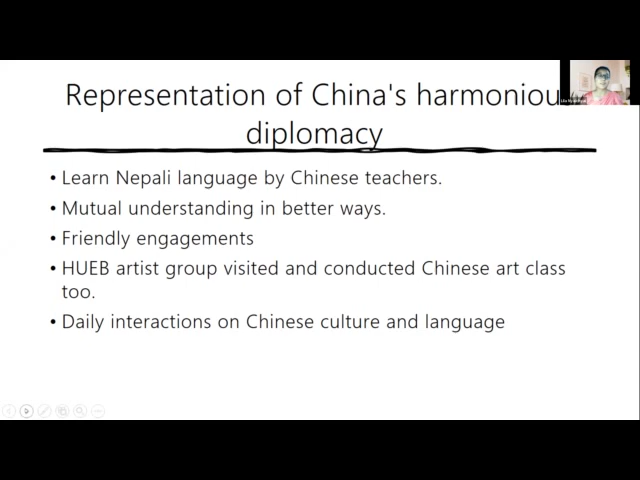 Representation of China's harmoniou
diplomacy
• Learn Nepali language by Chinese teachers.
• Mutual understanding in better ways.
• Friendly engagements
• HUEB artist group visited and conducted Chinese art class
too.
• Daily interactions on Chinese culture and language